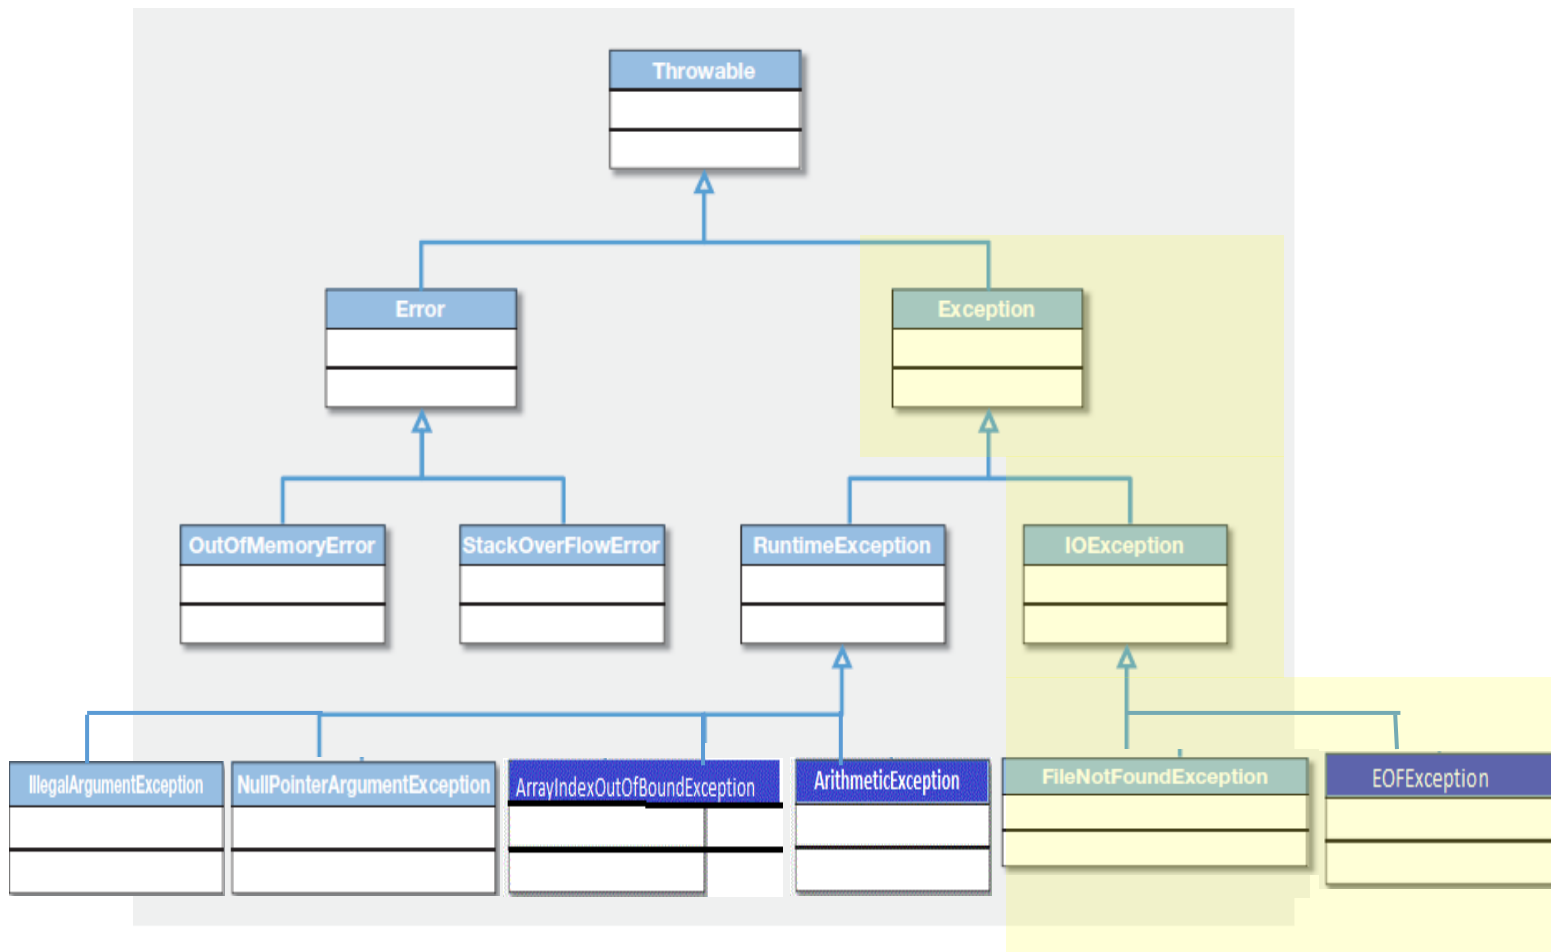 Throwable
Error
Exception
OutOfMemoryError
StackOverFlowError
RuntimeException
IOException
IllegalArgumentException
NullPointerArgumentException
ArrayIndexOutOfBoundException
ArithmeticException
FileNotFoundException
EOFException